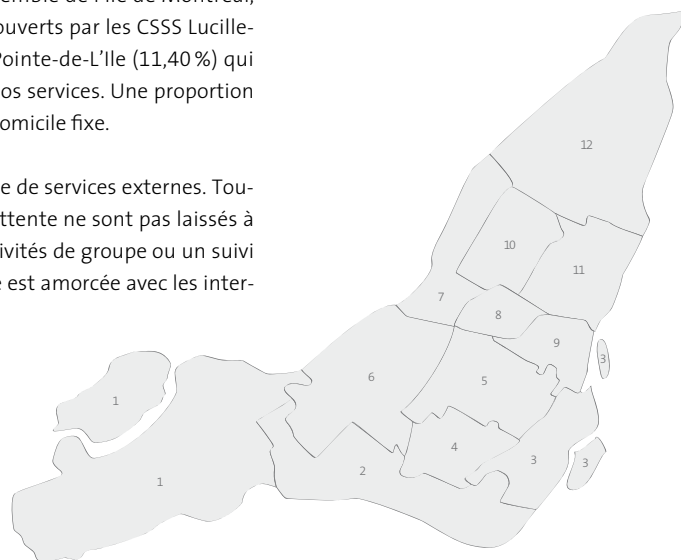 emble de l'île de Montréal,
ouverts par les CSSS Lucille-
Pointe-de-L'Ile (11,40 %) qui
os services. Une proportion
omicile fixe.
e de services externes. Tou-
ttente ne sont pas laissés à
ivités de groupe ou un suivi
e est amorcée avec les inter-
12
10
11
7
8
9
3
6
5
1
4
3
3
2
1